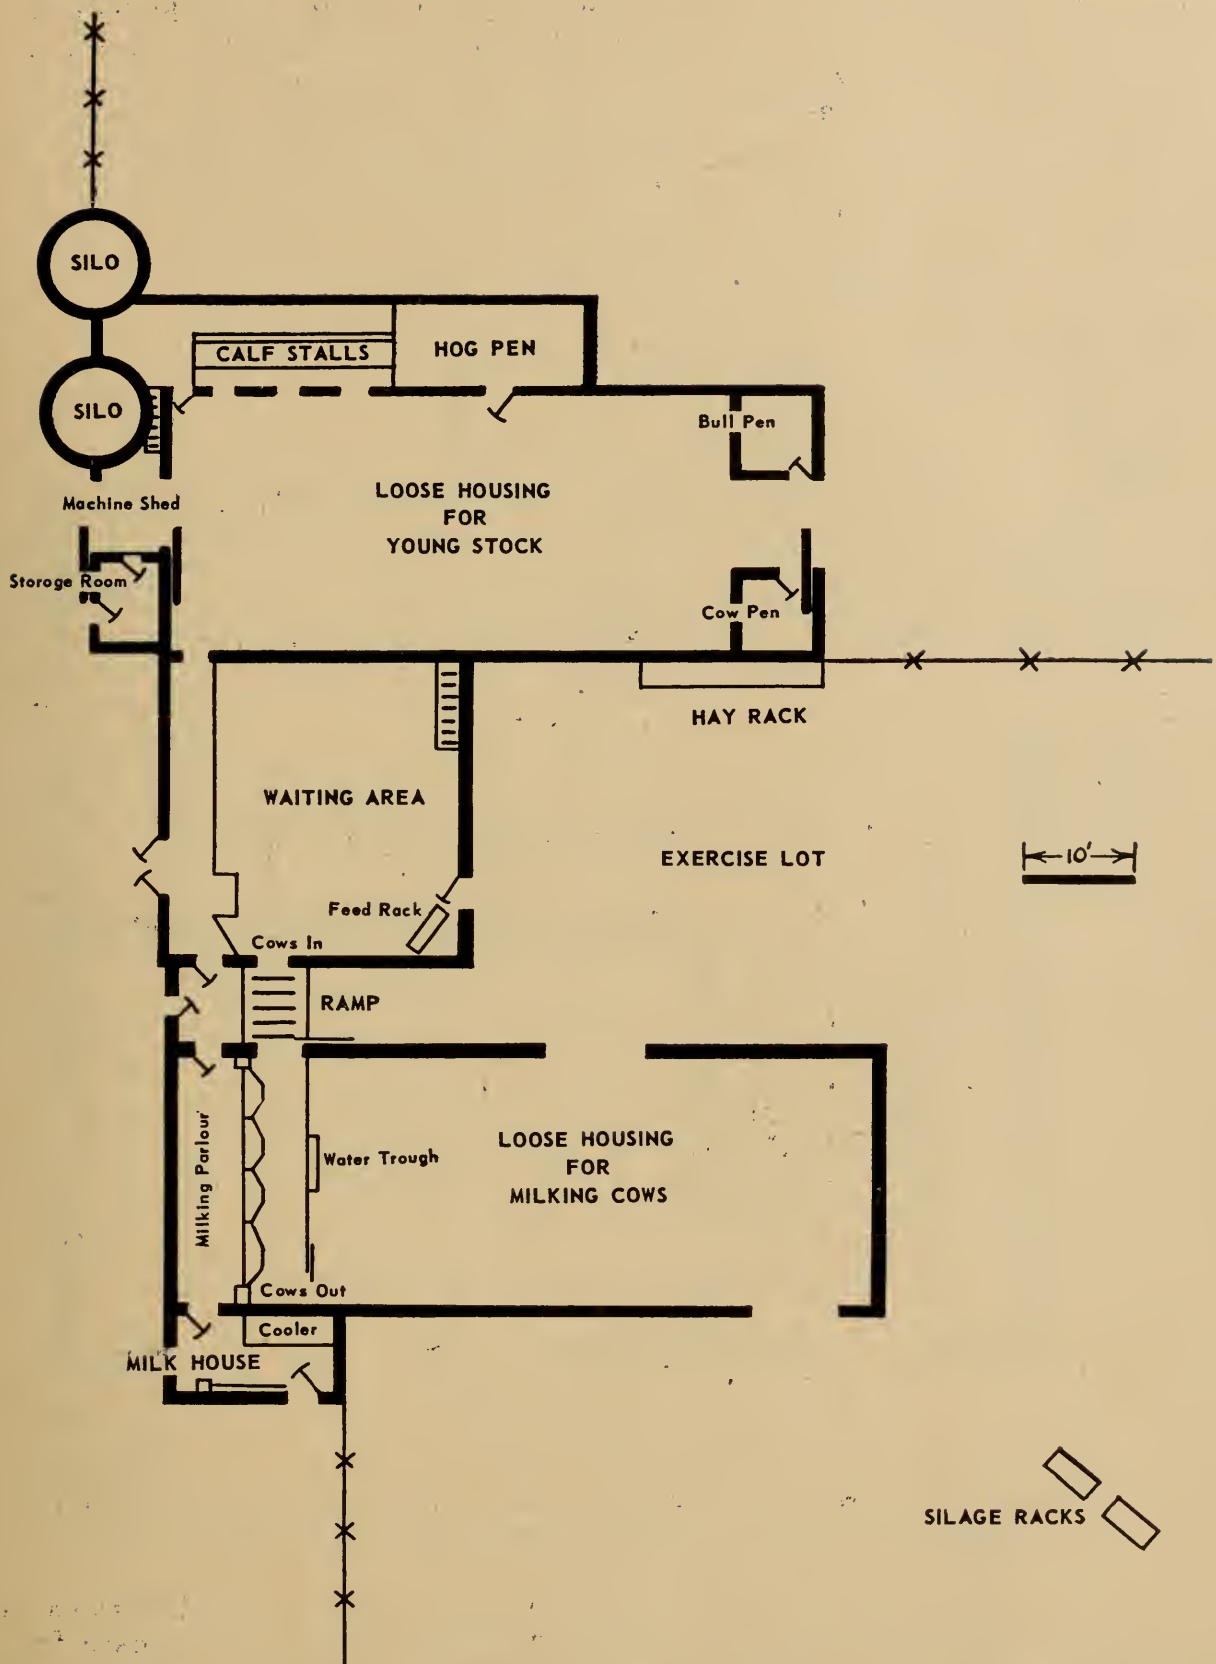 SILO
CALF STALLS
HOG PEN
SILO
Bull Pen
Machine Shed
LOOSE HOUSING
FOR
YOUNG STOCK
Storage Room
Cow Pen
HAY RACK
WAITING AREA
EXERCISE LOT
10'
Feed Rack
Cows In
RAMP
Milking Parlour
Water Trough
LOOSE HOUSING
FOR
MILKING COWS
Cows Out
Cooler
MILK HOUSE
SILAGE RACKS